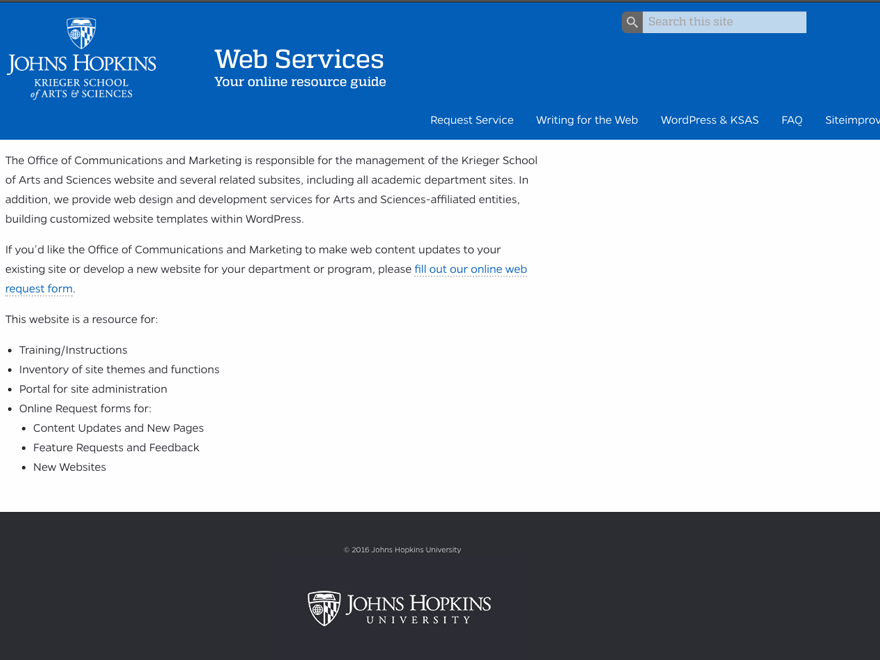 Search this site
JOHNS HOPKINS
KRIEGER SCHOOL
of ARTS & SCIENCES
Web Services
Your online resource guide
Request Service Writing for the Web WordPress & KSAS FAQ Siteimprov
The Office of Communications and Marketing is responsible for the management of the Krieger School
of Arts and Sciences website and several related subsites, including all academic department sites. In
addition, we provide web design and development services for Arts and Sciences-affiliated entities,
building customized website templates within WordPress.
If you'd like the Office of Communications and Marketing to make web content updates to your
existing site or develop a new website for your department or program, please fill out our online web
request form.
This website is a resource for:
• Training/Instructions
• Inventory of site themes and functions
• Portal for site administration
• Online Request forms for:
• Content Updates and New Pages
• Feature Requests and Feedback
• New Websites
© 2016 Johns Hopkins University
JOHNS HOPKINS
UNIVERSITY